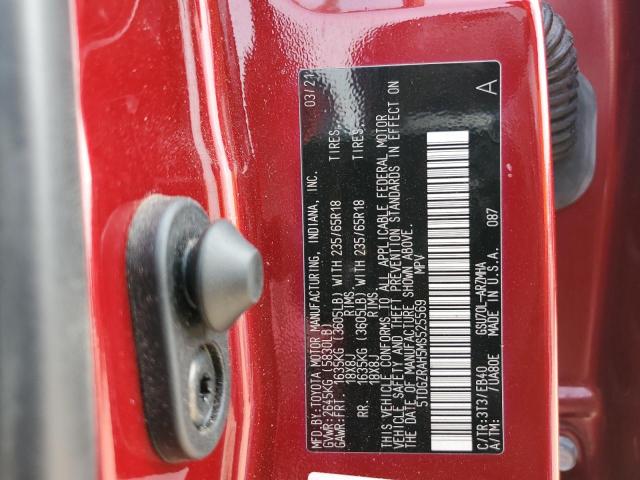 MFD. BY:TOYOTA MOTOR MANUFACTURING, INDIANA, INC. 03/21
GVWR:2645KG (5830LB)
GAWR:FRT. 1635KG (3605LB) WITH 235/65R18 TIRES.
18X8J RIMS
RR. 1635KG (3605LB) WITH 235/65R18 TIRES.
18X8J RIMS
THIS VEHICLE CONFORMS TO ALL APPLICABLE FEDERAL MOTOR
VEHICLE SAFETY AND THEFT PREVENTION STANDARDS IN EFFECT ON
THE DATE OF MANUFACTURE SHOWN ABOVE.
5TDGZRAH5MS525569 MPV
087 A
C/TR:3T3/FB40 GSU70L-ARZMHA
A/TM: /UA80E MADE IN U.S.A.